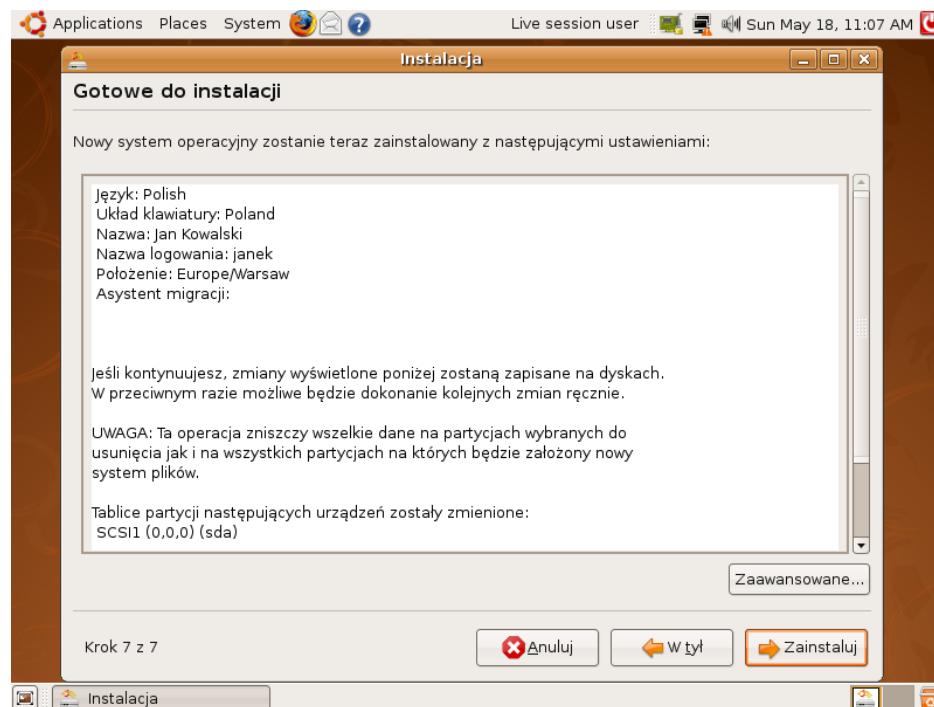 Applications Places System Live session user Sun May 18, 11:07 AM
Instalacja
Gotowe do instalacji
Nowy system operacyjny zostanie teraz zainstalowany z następującymi ustawieniami:
Język: Polish
Układ klawiatury: Poland
Nazwa: Jan Kowalski
Nazwa logowania: janek
Położenie: Europe/Warsaw
Asystent migracji:
Jeśli kontynuujesz, zmiany wyświetlone poniżej zostaną zapisane na dyskach.
W przeciwnym razie możliwe będzie dokonanie kolejnych zmian ręcznie.
UWAGA: Ta operacja zniszczy wszelkie dane na partycjach wybranych do
usunięcia jak i na wszystkich partycjach na których będzie założony nowy
system plików.
Tablice partycji następujących urządzeń zostały zmienione:
SCSI1 (0,0,0) (sda)
Zaawansowane...
Krok 7 z 7 Anuluj W tył Zainstaluj
Instalacja